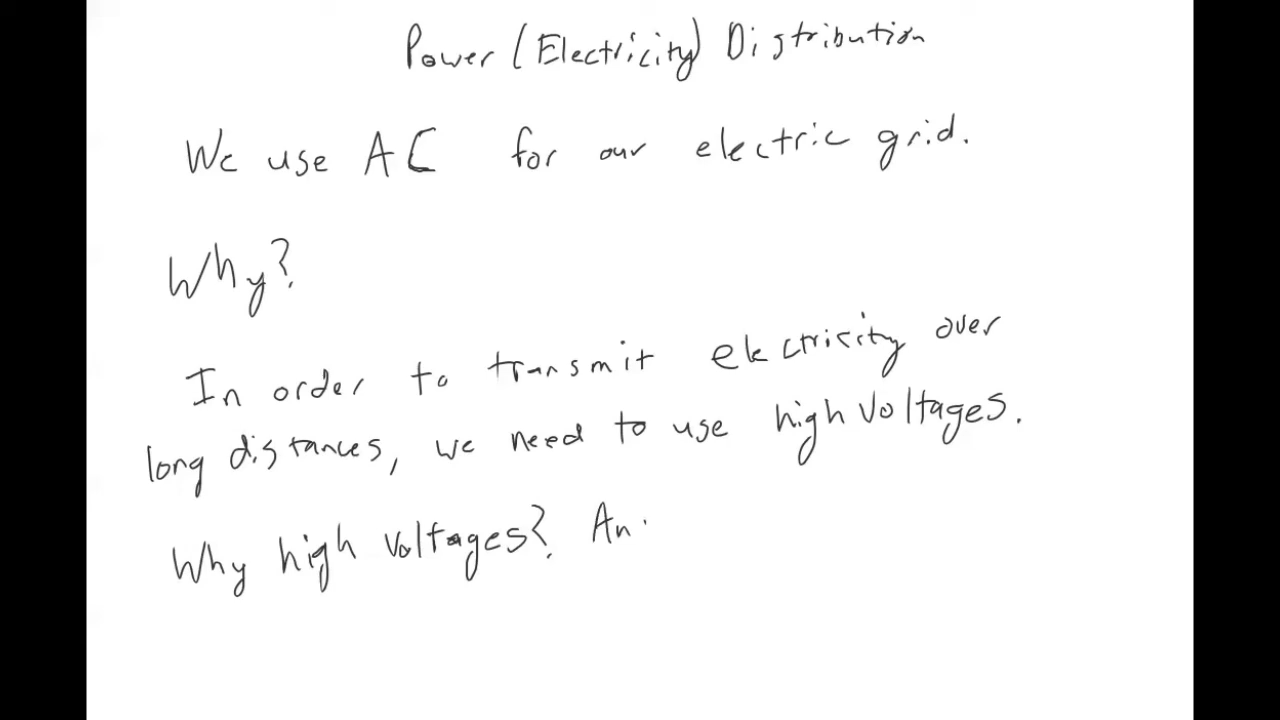 Power (Electricity) Distribution
We use AC for our electric grid.
Why?
In order to transmit electricity over
long distances, we need to use high voltages.
Why high voltages? An